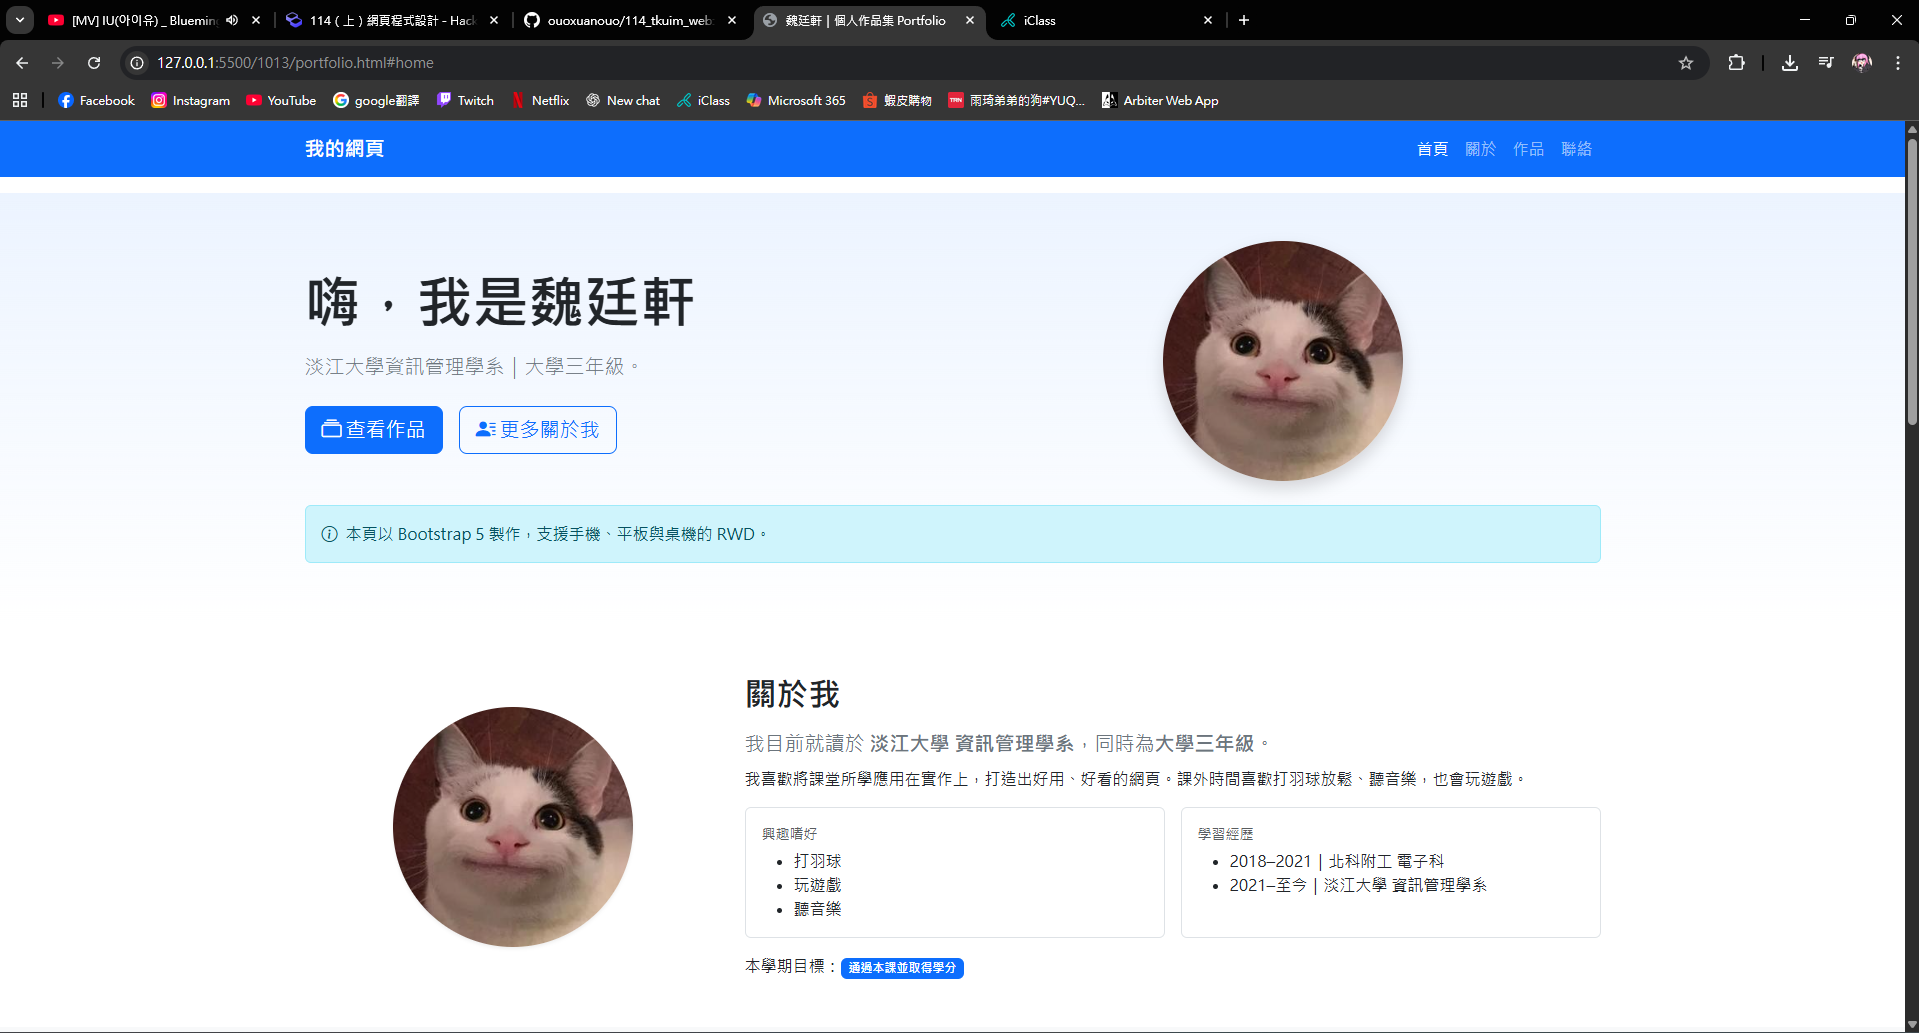 [MV] IU(아이유) _ Blueming
114（上）網頁程式設計 - Hack
ouoxuanouo/114_tkuim_web
魏廷軒 | 個人作品集 Portfolio
iClass
127.0.0.1:5500/1013/portfolio.html#home
Facebook
Instagram
YouTube
google翻譯
Twitch
Netflix
New chat
iClass
Microsoft 365
蝦皮購物
TRN
雨琦弟弟的狗#YUQ...
Arbiter Web App
我的網頁
首頁
關於
作品
聯絡
嗨，我是魏廷軒
淡江大學資訊管理學系｜大學三年級。
查看作品
更多關於我
本頁以 Bootstrap 5 製作，支援手機、平板與桌機的 RWD。
關於我
我目前就讀於 淡江大學 資訊管理學系，同時為大學三年級。
我喜歡將課堂所學應用在實作上，打造出好用、好看的網頁。課外時間喜歡打羽球放鬆、聽音樂，也會玩遊戲。
興趣嗜好
打羽球
玩遊戲
聽音樂
學習經歷
2018–2021｜北科附工 電子科
2021–至今｜淡江大學 資訊管理學系
本學期目標：通過本課並取得學分